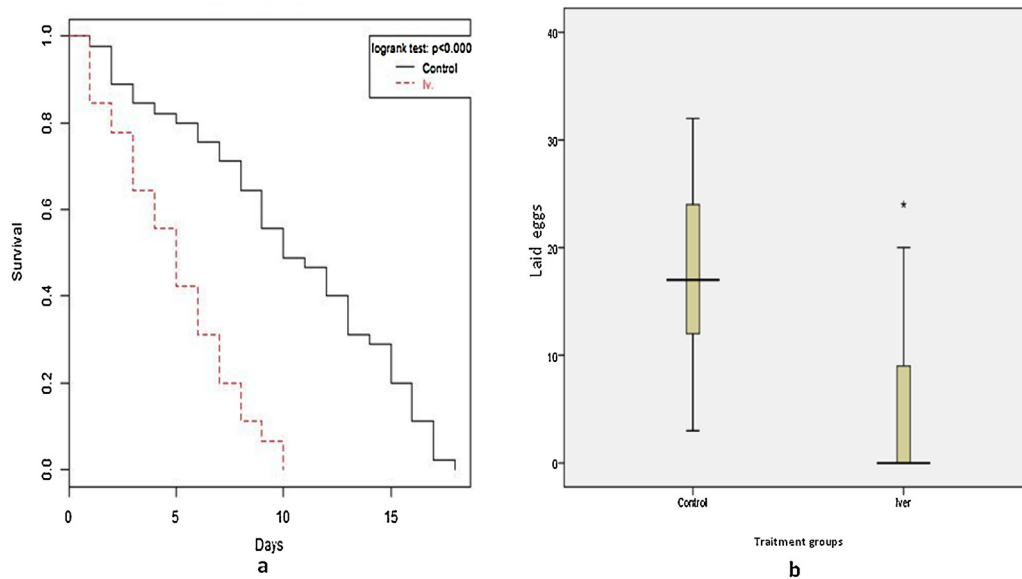 logrank test: p<0.000
Control
Iv.
1.0
0.8
0.6
0.4
0.2
0.0
Survival
0 5 10 15
Days
a
40
30
20
10
0
Laid eggs
*
Control Iver
Traitment groups
b